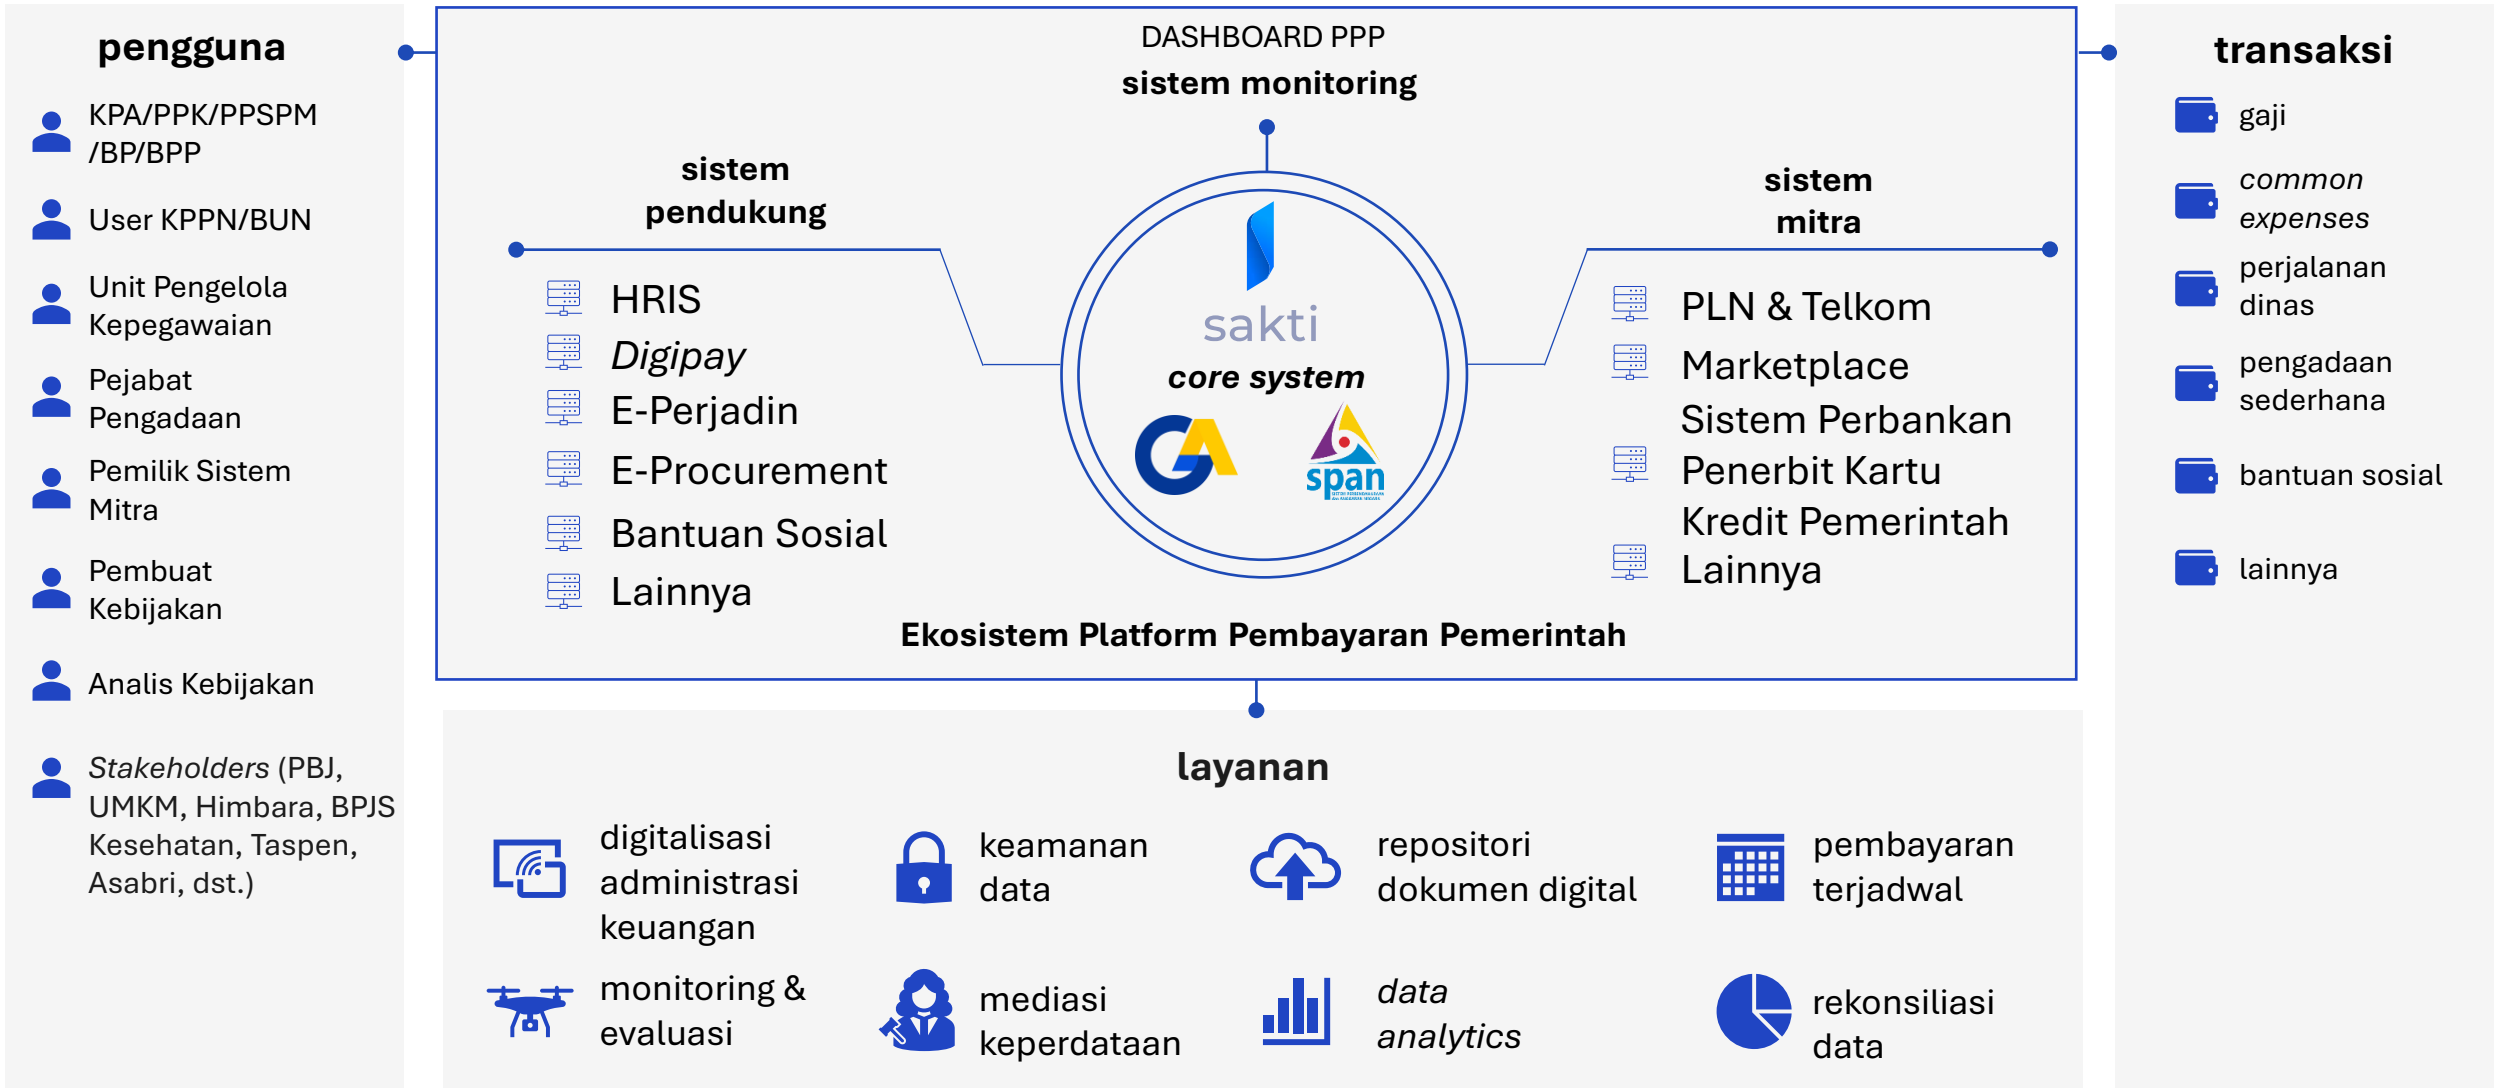 pengguna
KPA/PPK/PPSPM
/BP/BPP
User KPPN/BUN
Unit Pengelola
Kepegawaian
Pejabat
Pengadaan
Pemilik Sistem
Mitra
Pembuat
Kebijakan
Analis Kebijakan
Stakeholders (PBJ,
UMKM, Himbara, BPJS
Kesehatan, Taspen,
Asabri, dst.)
DASHBOARD PPP
sistem monitoring
sistem
pendukung
HRIS
Digipay
E-Perjadin
E-Procurement
Bantuan Sosial
Lainnya
sakti
core system
GA
span
sistem
mitra
PLN & Telkom
Marketplace
Sistem Perbankan
Penerbit Kartu
Kredit Pemerintah
Lainnya
Ekosistem Platform Pembayaran Pemerintah
transaksi
gaji
common
expenses
perjalanan
dinas
pengadaan
sederhana
bantuan sosial
lainnya
layanan
digitalisasi
administrasi
keuangan
keamanan
data
repositori
dokumen digital
pembayaran
terjadwal
monitoring &
evaluasi
mediasi
keperdataan
data
analytics
rekonsiliasi
data